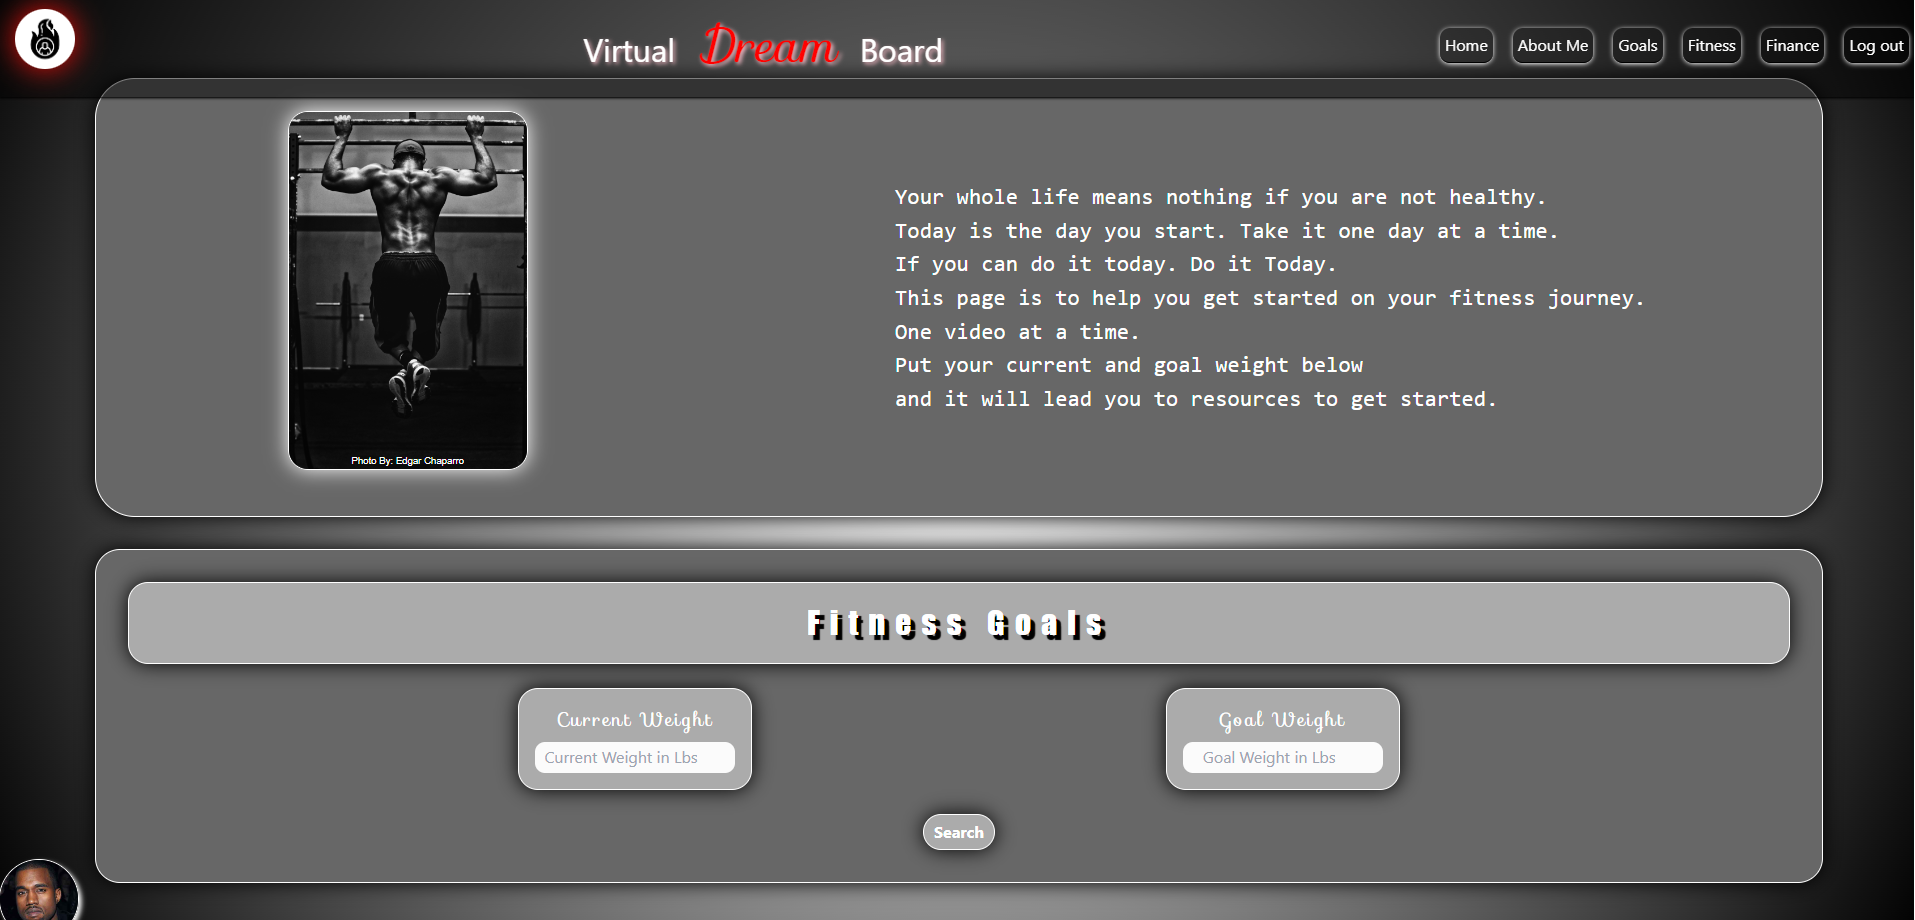 Virtual Dream Board
Home About Me Goals Fitness Finance Log out
Your whole life means nothing if you are not healthy.
Today is the day you start. Take it one day at a time.
If you can do it today. Do it Today.
This page is to help you get started on your fitness journey.
One video at a time.
Put your current and goal weight below
and it will lead you to resources to get started.
Photo By: Edgar Chaparro
Fitness Goals
Current Weight
Current Weight in Lbs
Goal Weight
Goal Weight in Lbs
Search